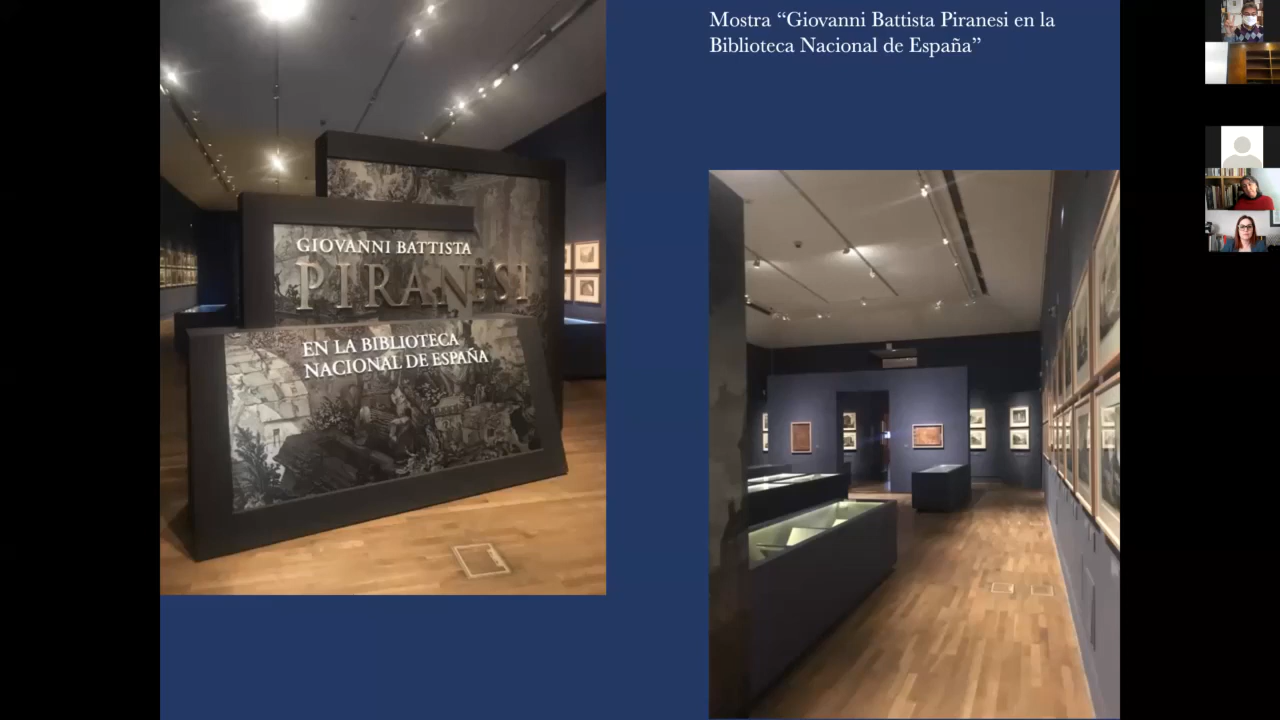 Mostra “Giovanni Battista Piranesi en la
Biblioteca Nacional de España”
GIOVANNI BATTISTA
PIRANESI
EN LA BIBLIOTECA
NACIONAL DE ESPAÑA